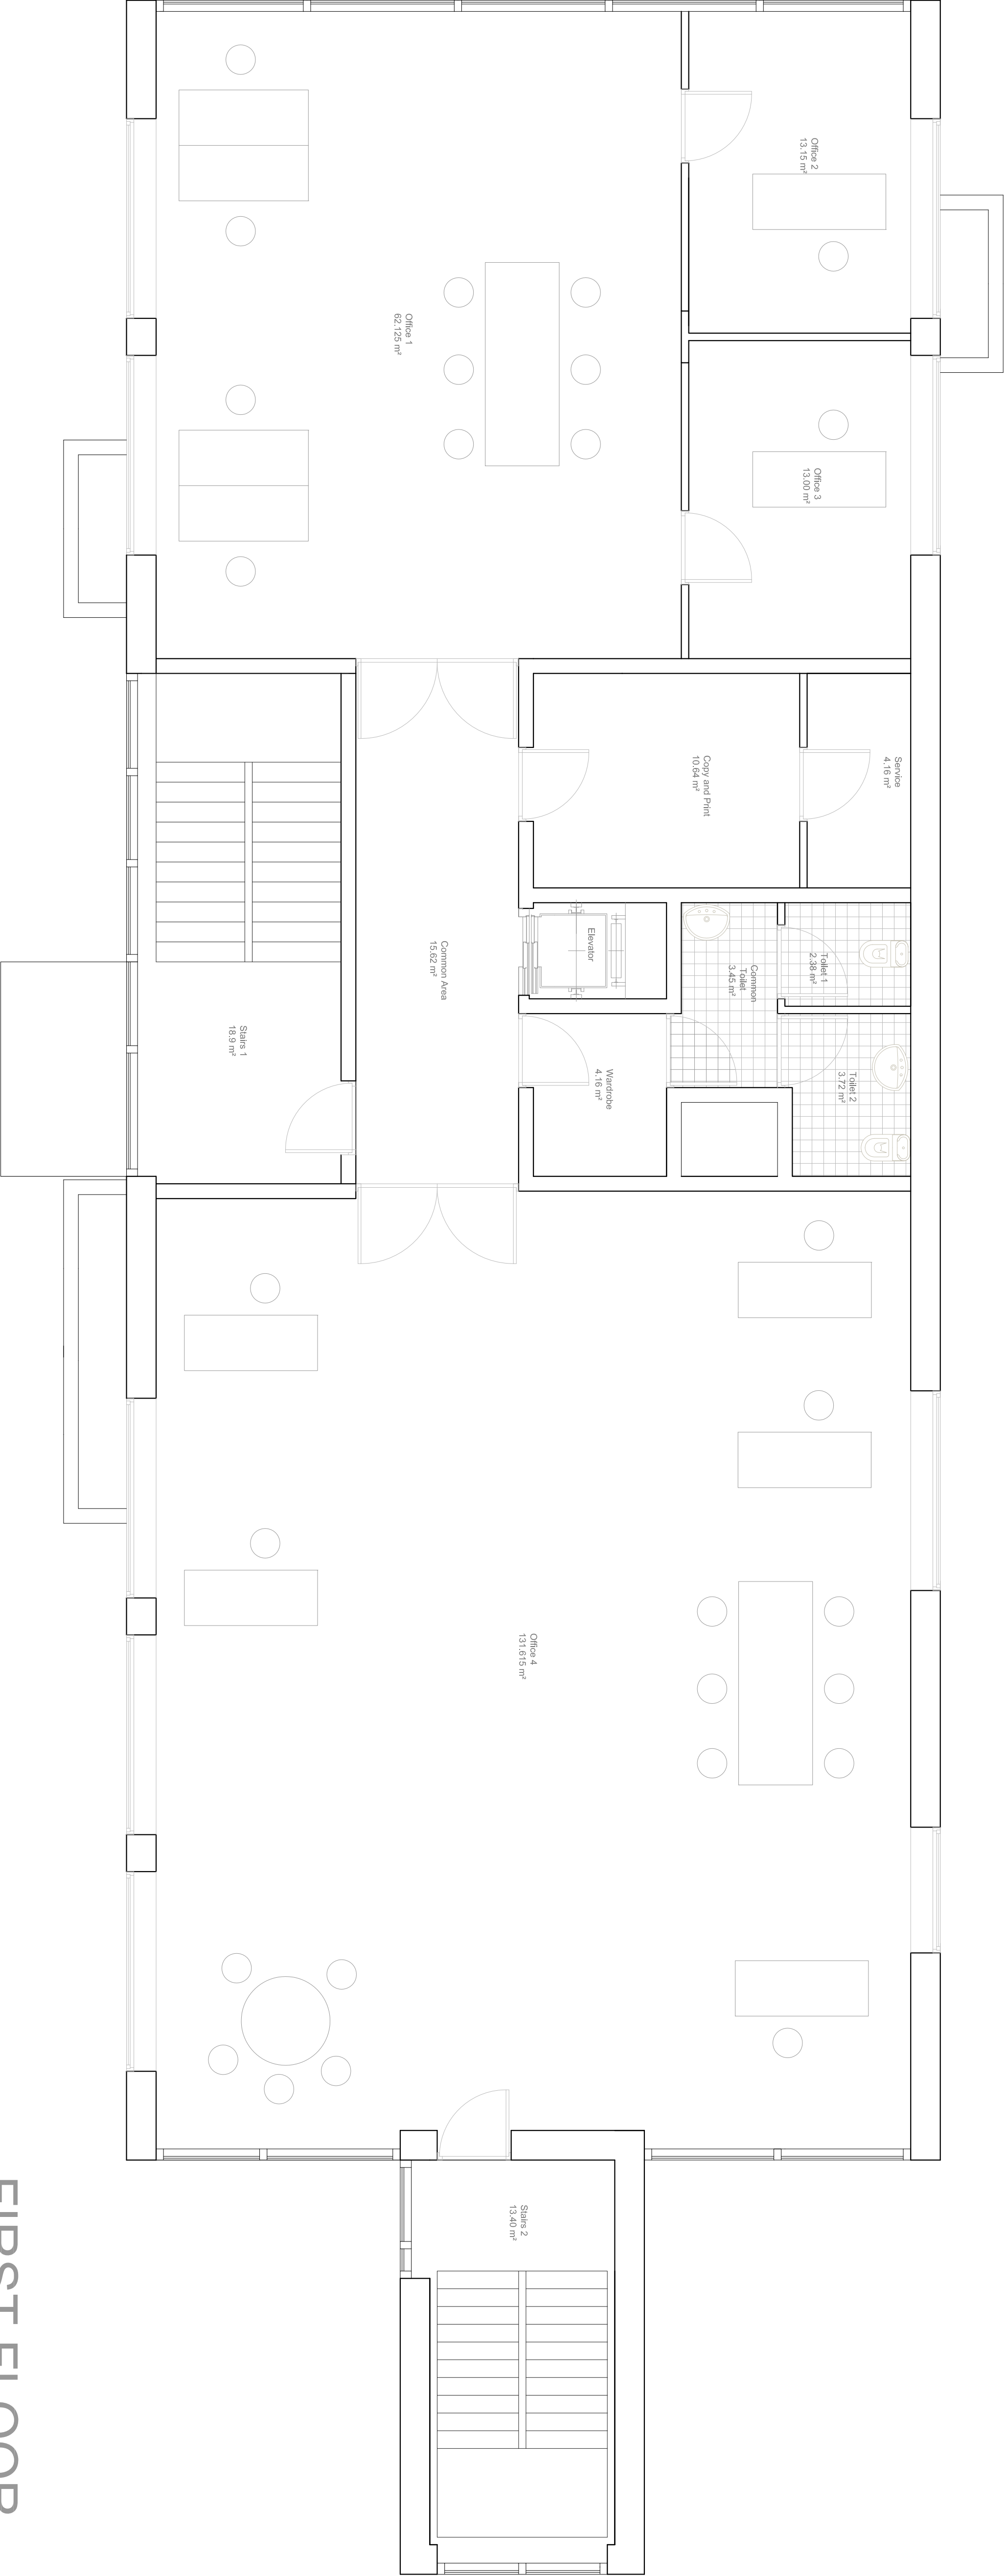 Office 2
13.15 m²
Office 1
62.125 m²
Office 3
13.00 m²
Service
4,16 m²
Copy and Print
10.64 m²
Elevator
Common Area
15.62 m²
Toilet 1
2.38 m²
Common
Toilet
3.45 m²
Stairs 1
18.9 m²
Wardrobe
4.16 m²
Toilet 2
3.72 m²
Office 4
131.615 m²
Stairs 2
13.40 m²
FIRST FLOOR